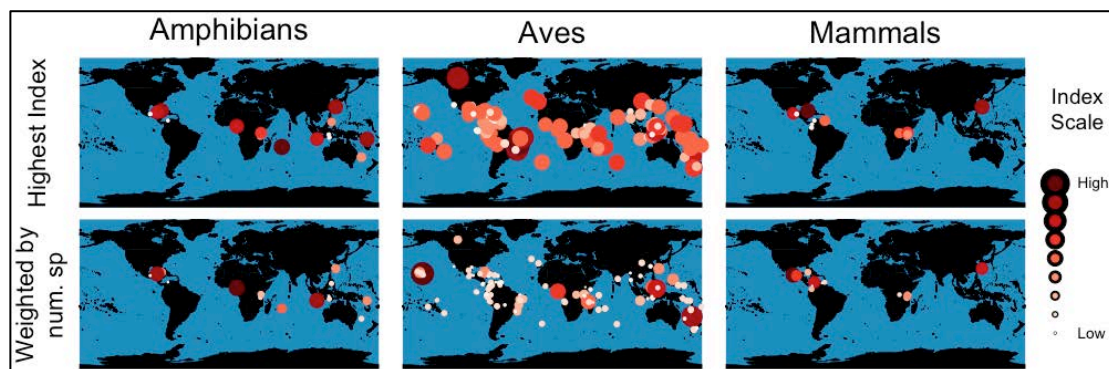 Amphibians
Aves
Mammals
Highest Index
Weighted by
num. sp
Index
Scale
High
Low